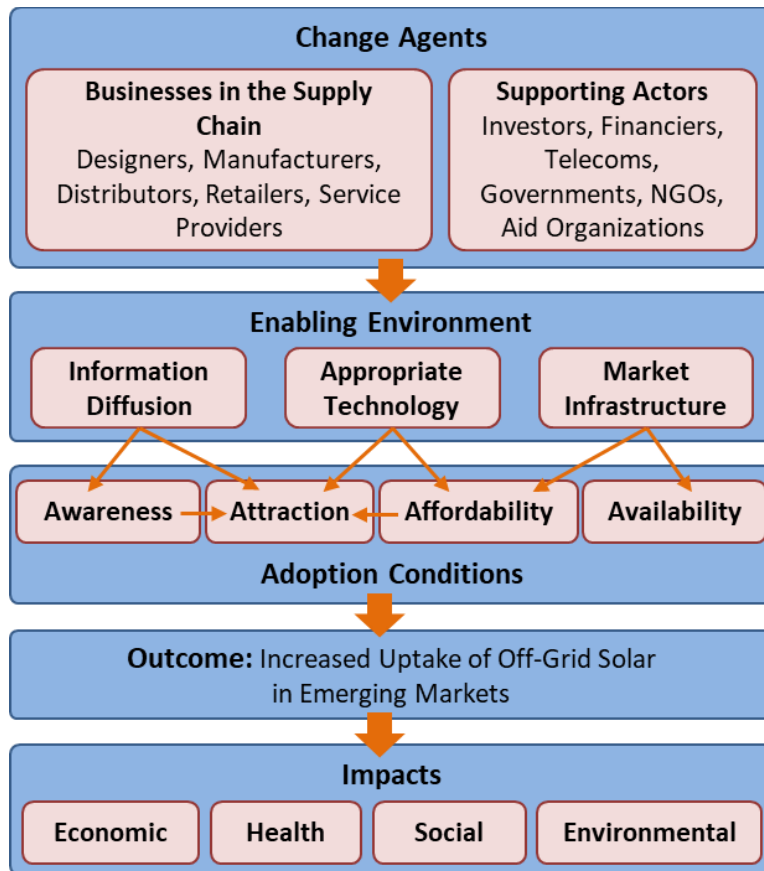 Change Agents
Businesses in the Supply
Chain
Designers, Manufacturers,
Distributors, Retailers, Service
Providers
Supporting Actors
Investors, Financiers,
Telecoms,
Governments, NGOs,
Aid Organizations
Enabling Environment
Information
Diffusion
Appropriate
Technology
Market
Infrastructure
Awareness
Attraction
Affordability
Availability
Adoption Conditions
Outcome: Increased Uptake of Off-Grid Solar
in Emerging Markets
Impacts
Economic
Health
Social
Environmental